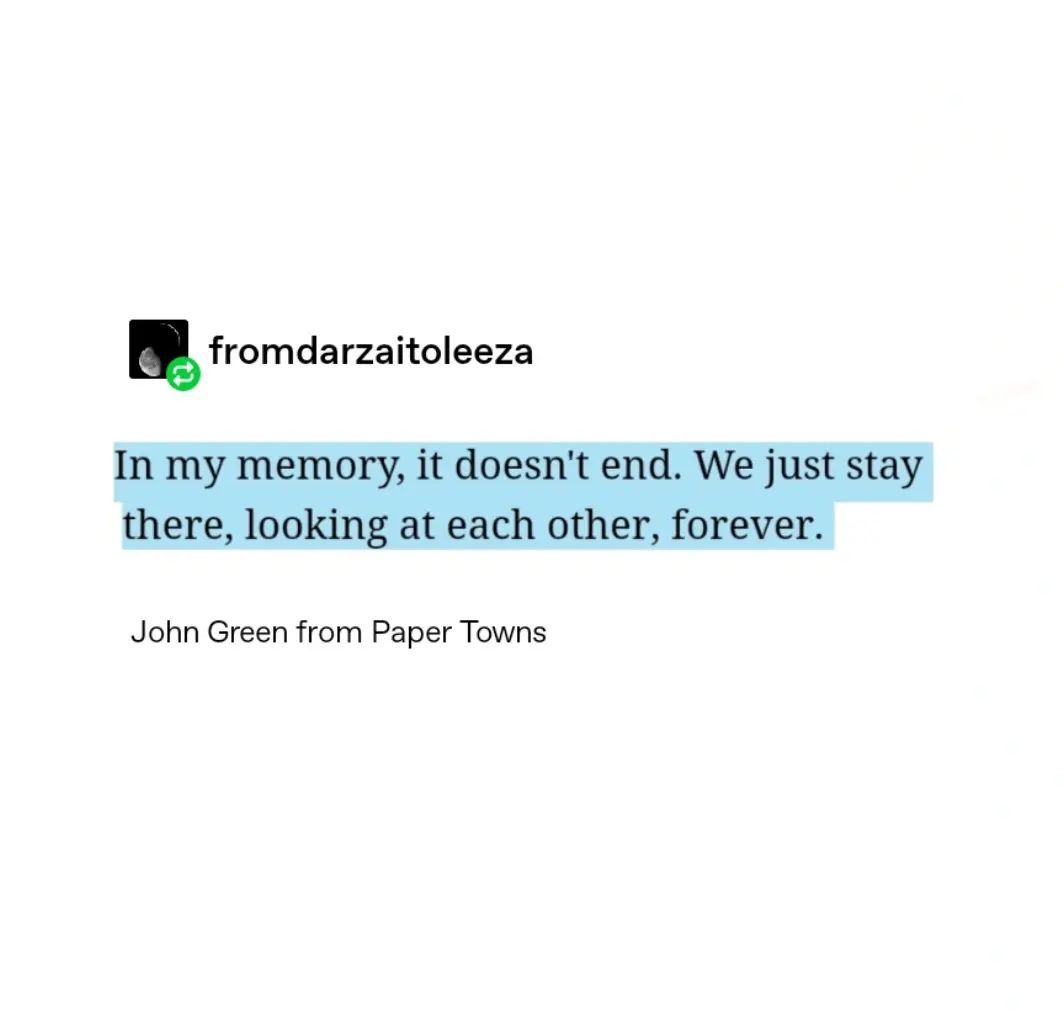 fromdarzaitoleeza
In my memory, it doesn't end. We just stay
there, looking at each other, forever.
John Green from Paper Towns